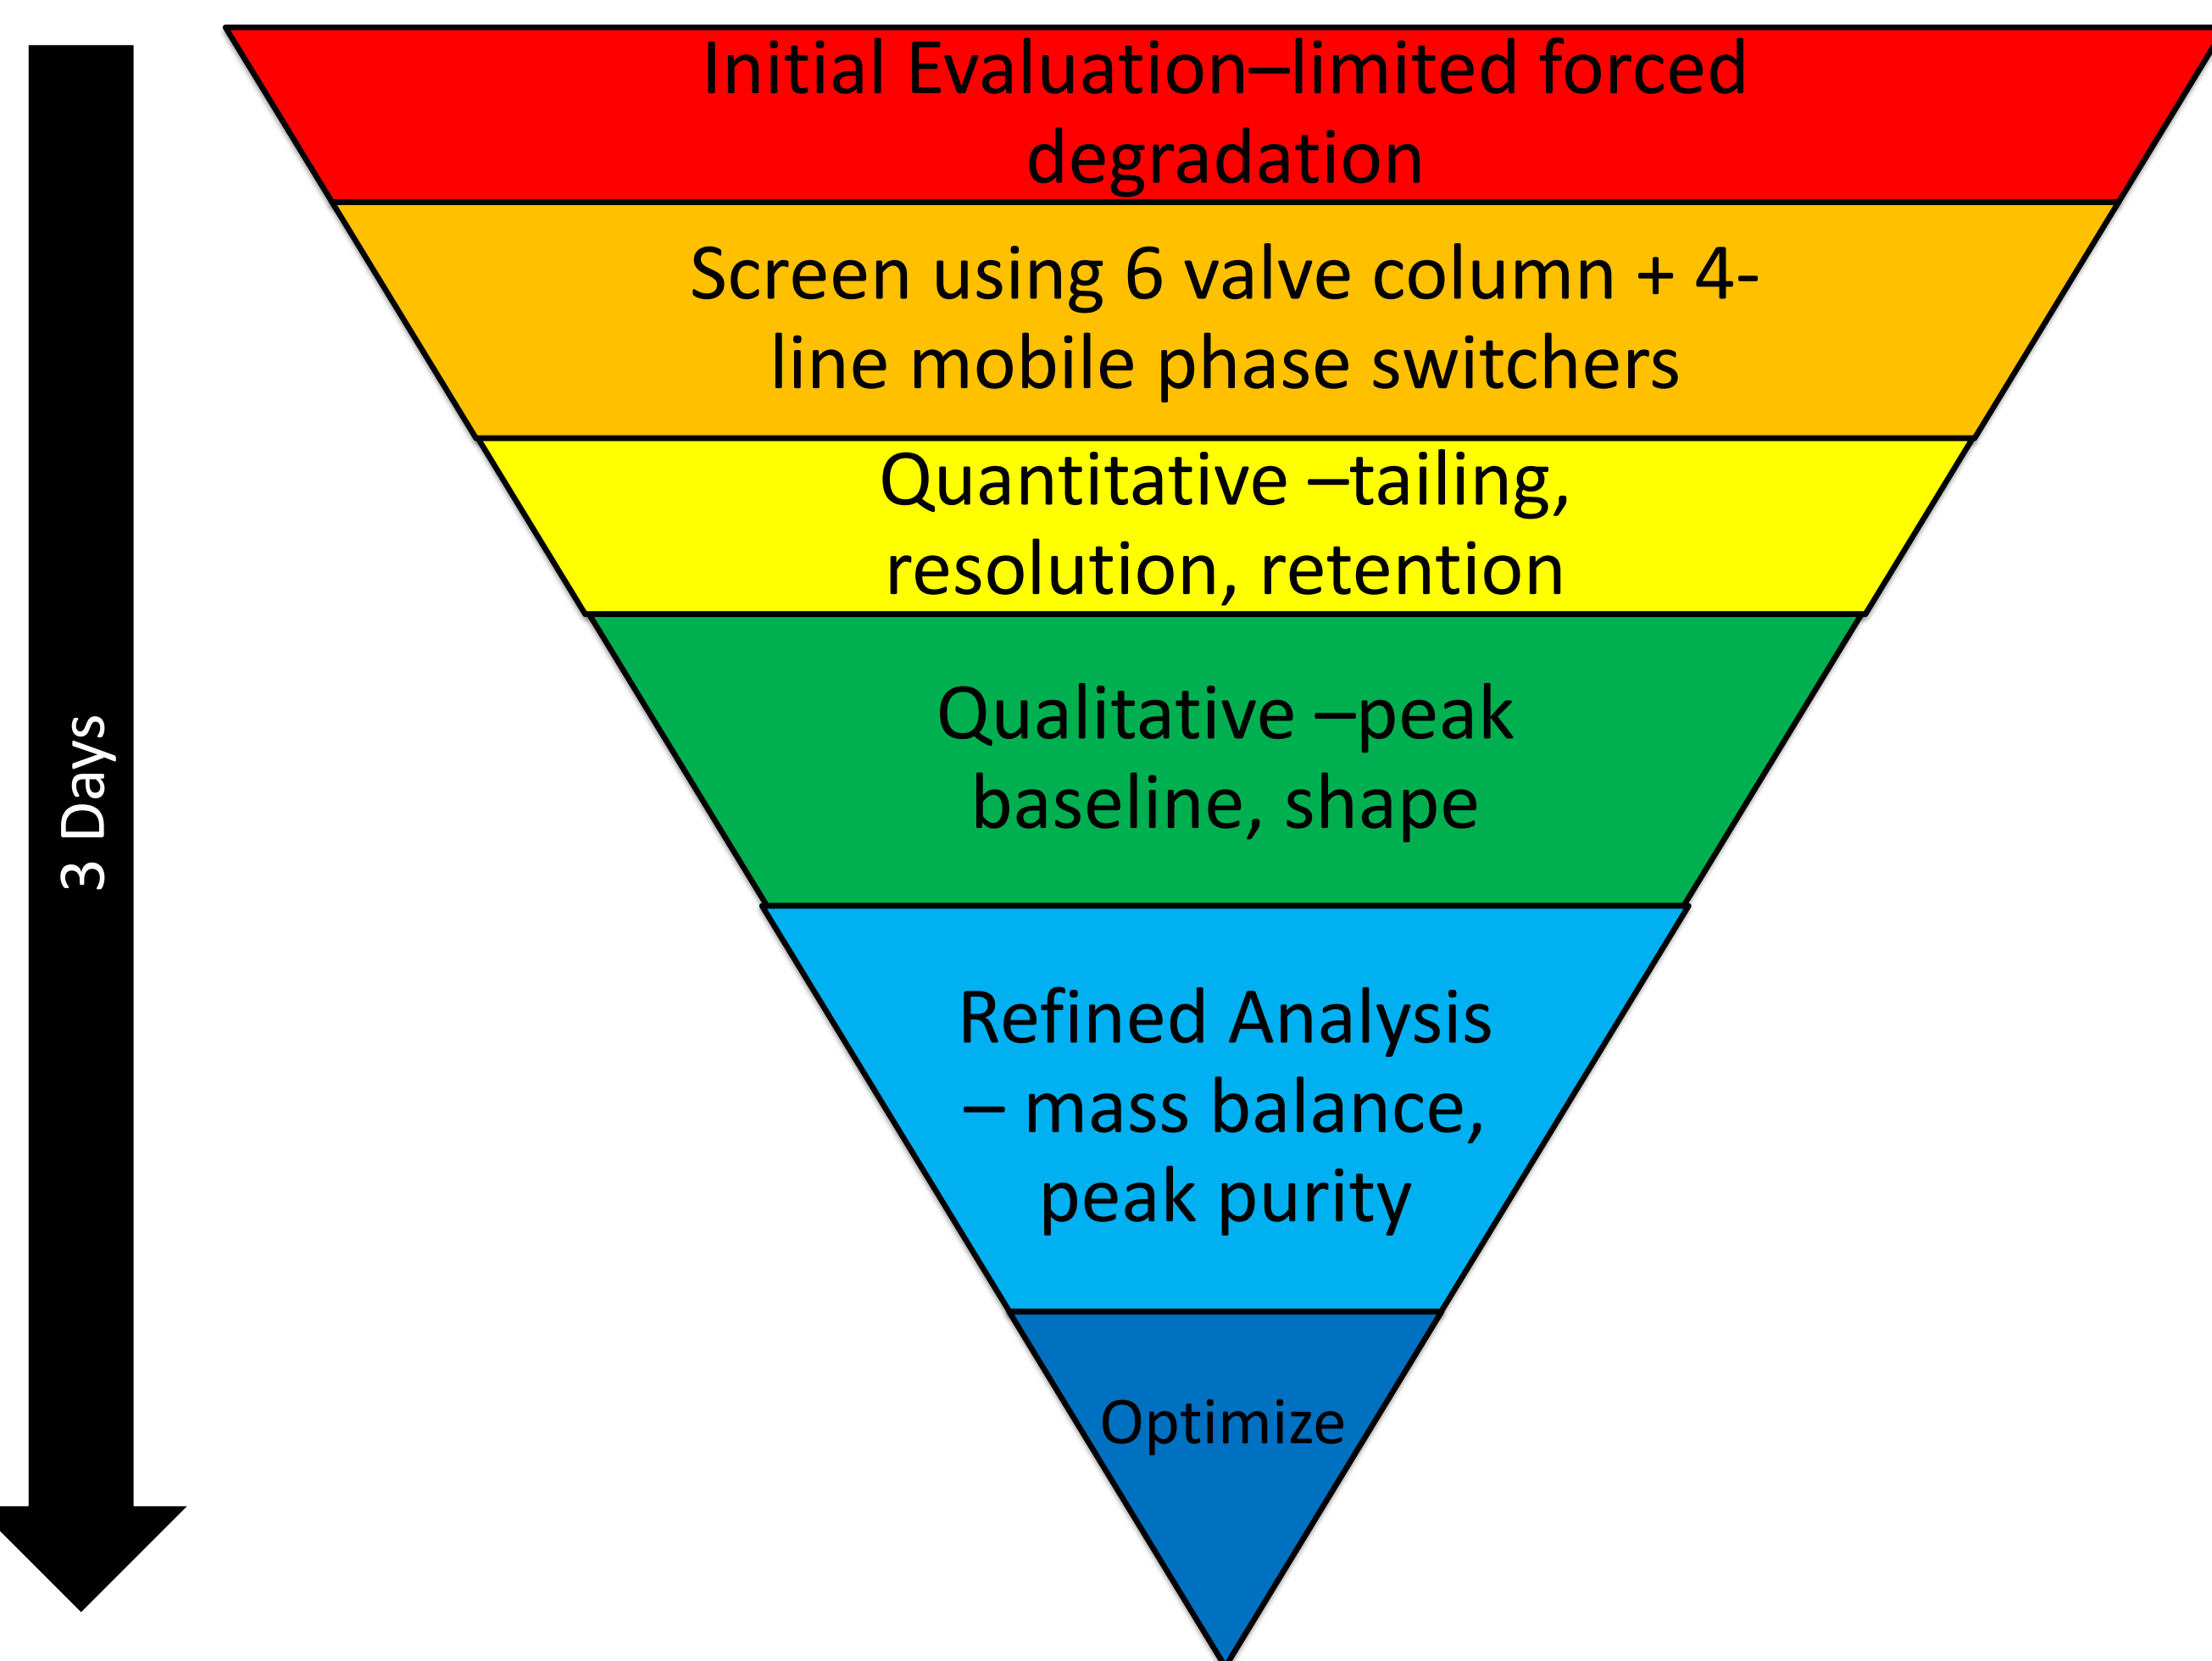 Initial Evaluation–limited forced
degradation
Screen using 6 valve column + 4-
line mobile phase switchers
Quantitative –tailing,
resolution, retention
Qualitative –peak
baseline, shape
Refined Analysis
– mass balance,
peak purity
Optimize
3 Days